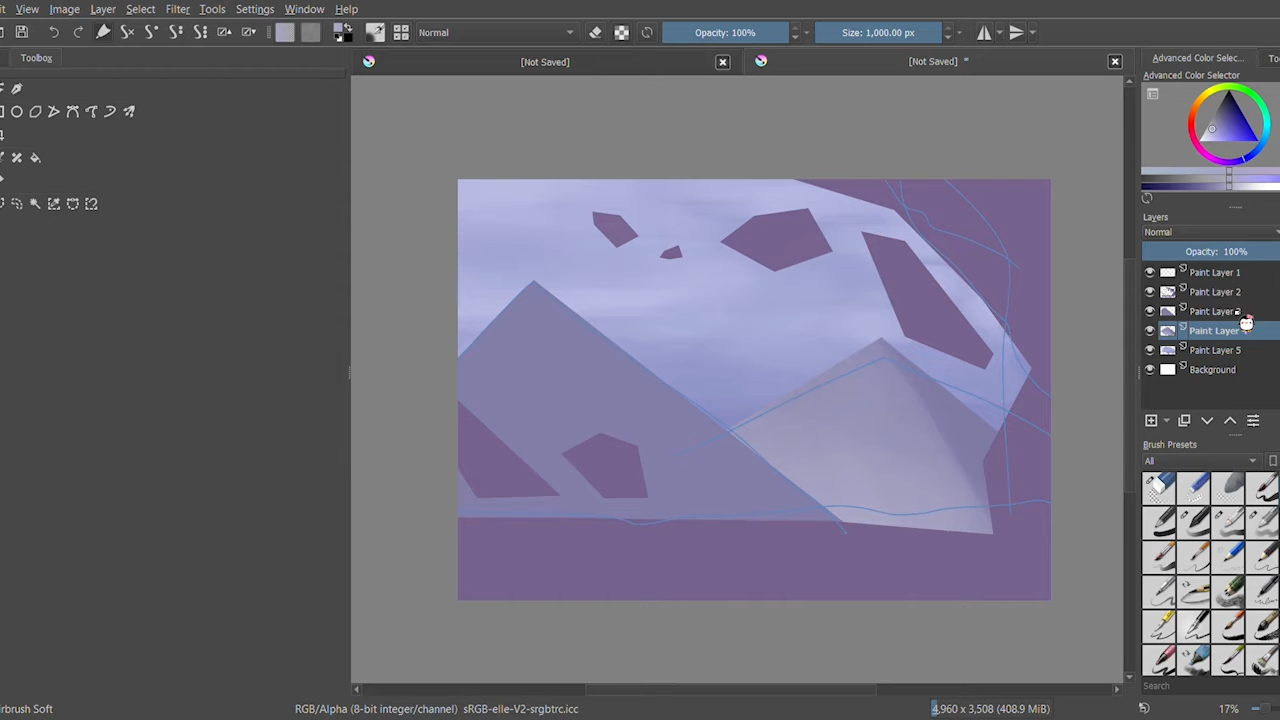 it View Image Layer Select Filter Tools Settings Window Help
Normal Opacity: 100% Size: 1,000.00 px
Toolbox
[Not Saved]
[Not Saved] *
Advanced Color Selec... To
Advanced Color Selector
Layers
Normal
Opacity: 100%
Paint Layer 1
Paint Layer 2
Paint Layer
Paint Layer
Paint Layer 5
Background
Brush Presets
All
Search
Airbrush Soft
RGB/Alpha (8-bit integer/channel) sRGB-elle-V2-srgbtrc.icc
4,960 x 3,508 (408.9 MiB)
17%